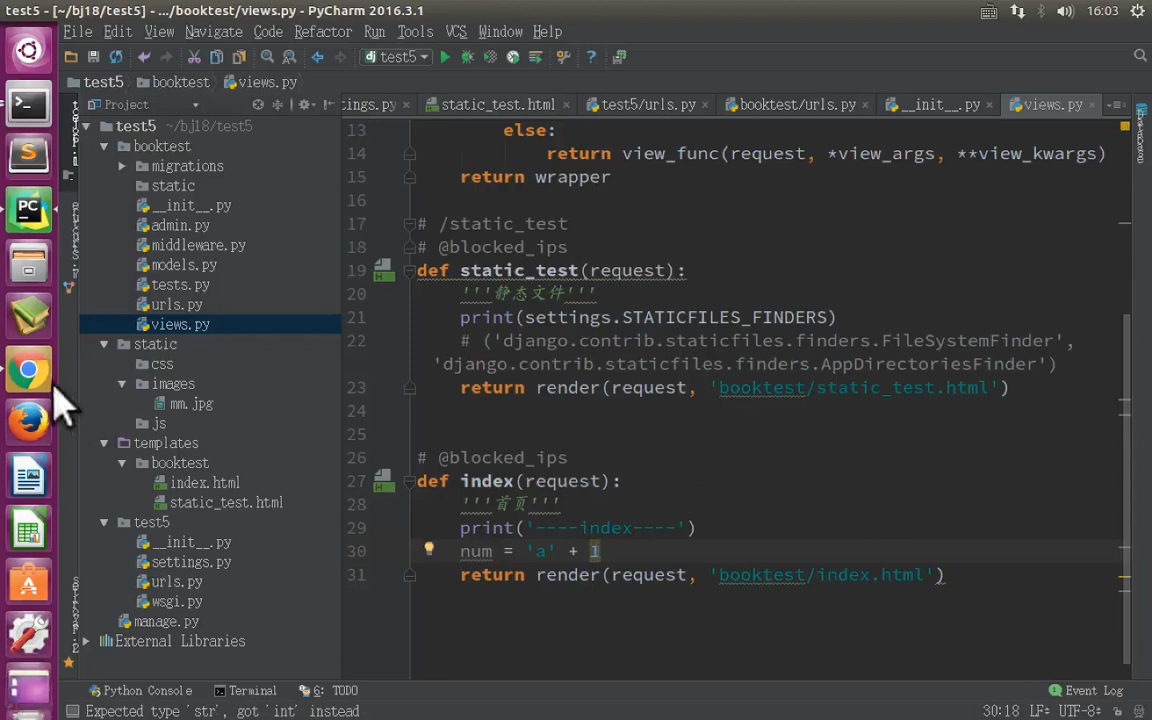 test5 - [~/bj18/test5] - .../booktest/views.py - PyCharm 2016.3.1
16:03
File Edit View Navigate Code Refactor Run Tools VCS Window Help
dj test5
test5 booktest views.py
Project
ttings.py static_test.html test5/urls.py booktest/urls.py __init__.py views.py
test5 ~/bj18/test5
booktest
migrations
static
__init__.py
admin.py
middleware.py
models.py
tests.py
urls.py
views.py
static
css
images
mm.jpg
js
templates
booktest
index.html
static_test.html
test5
__init__.py
settings.py
urls.py
wsgi.py
manage.py
External Libraries
13 else:
14 return view_func(request, *view_args, **view_kwargs)
15 return wrapper
16
17 # /static_test
18 # @blocked_ips
19 def static_test(request):
20 '''静态文件'''
21 print(settings.STATICFILES_FINDERS)
22 # ('django.contrib.staticfiles.finders.FileSystemFinder',
'django.contrib.staticfiles.finders.AppDirectoriesFinder')
23 return render(request, 'booktest/static_test.html')
24
25
26 # @blocked_ips
27 def index(request):
28 '''首页'''
29 print('----index----')
30 num = 'a' + 1
31 return render(request, 'booktest/index.html')
Python Console Terminal 6: TODO Event Log
Expected type 'str', got 'int' instead
30:18 LF÷ UTF-8÷